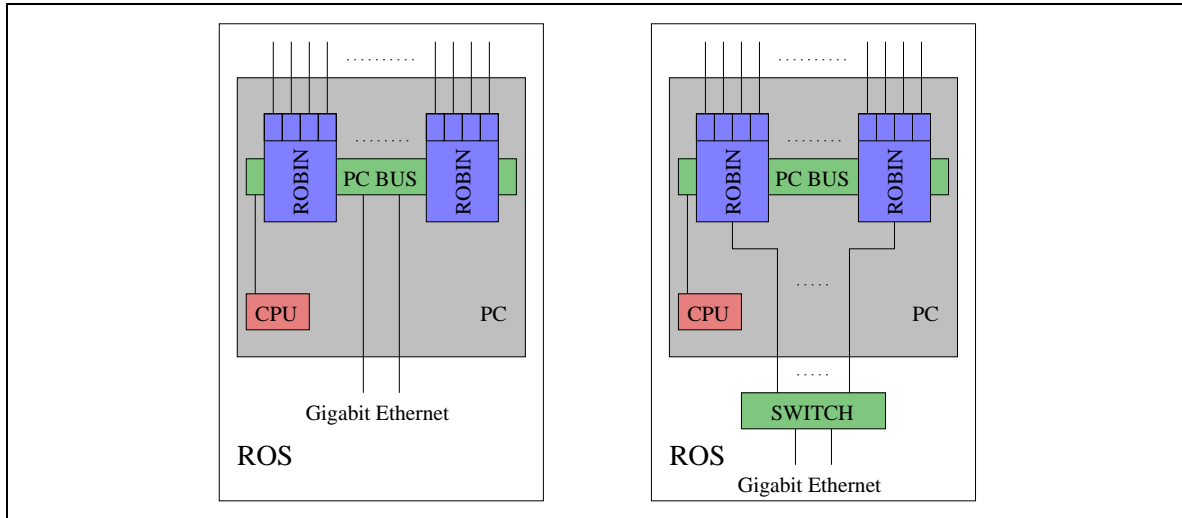 ROBIN
PC BUS
ROBIN
CPU
PC
Gigabit Ethernet
ROS
ROBIN
PC BUS
ROBIN
CPU
PC
SWITCH
ROS
Gigabit Ethernet